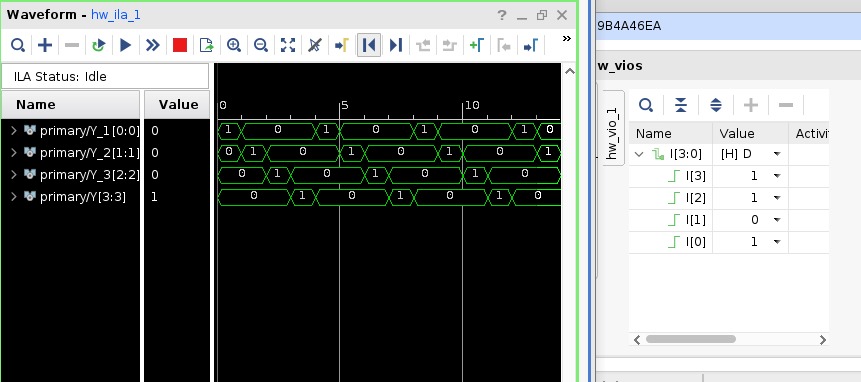 Waveform - hw_ila_1
? _ ×
»
ILA Status: Idle
Name Value
0 5 10
primary/Y_1[0:0] 0 1 0 1 0 1 0 1 0
primary/Y_2[1:1] 0 0 1 0 1 0 1 0 1
primary/Y_3[2:2] 0 0 1 0 1 0 1 0
primary/Y[3:3] 1 0 1 0 1 0 1 0
9B4A46EA
w_vios
hw_vio_1
Name Value Activi
I[3:0] [H] D
I[3] 1
I[2] 1
I[1] 0
I[0] 1